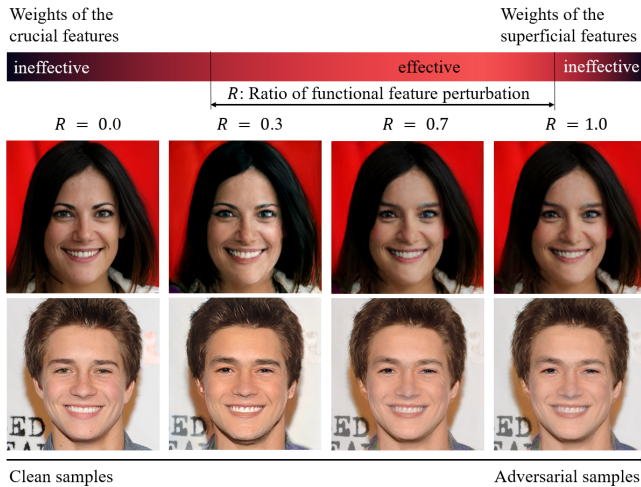 Weights of the
crucial features
Weights of the
superficial features
ineffective
effective
ineffective
R: Ratio of functional feature perturbation
R = 0.0
R = 0.3
R = 0.7
R = 1.0
ED
ED
ED
ED
Clean samples
Adversarial samples